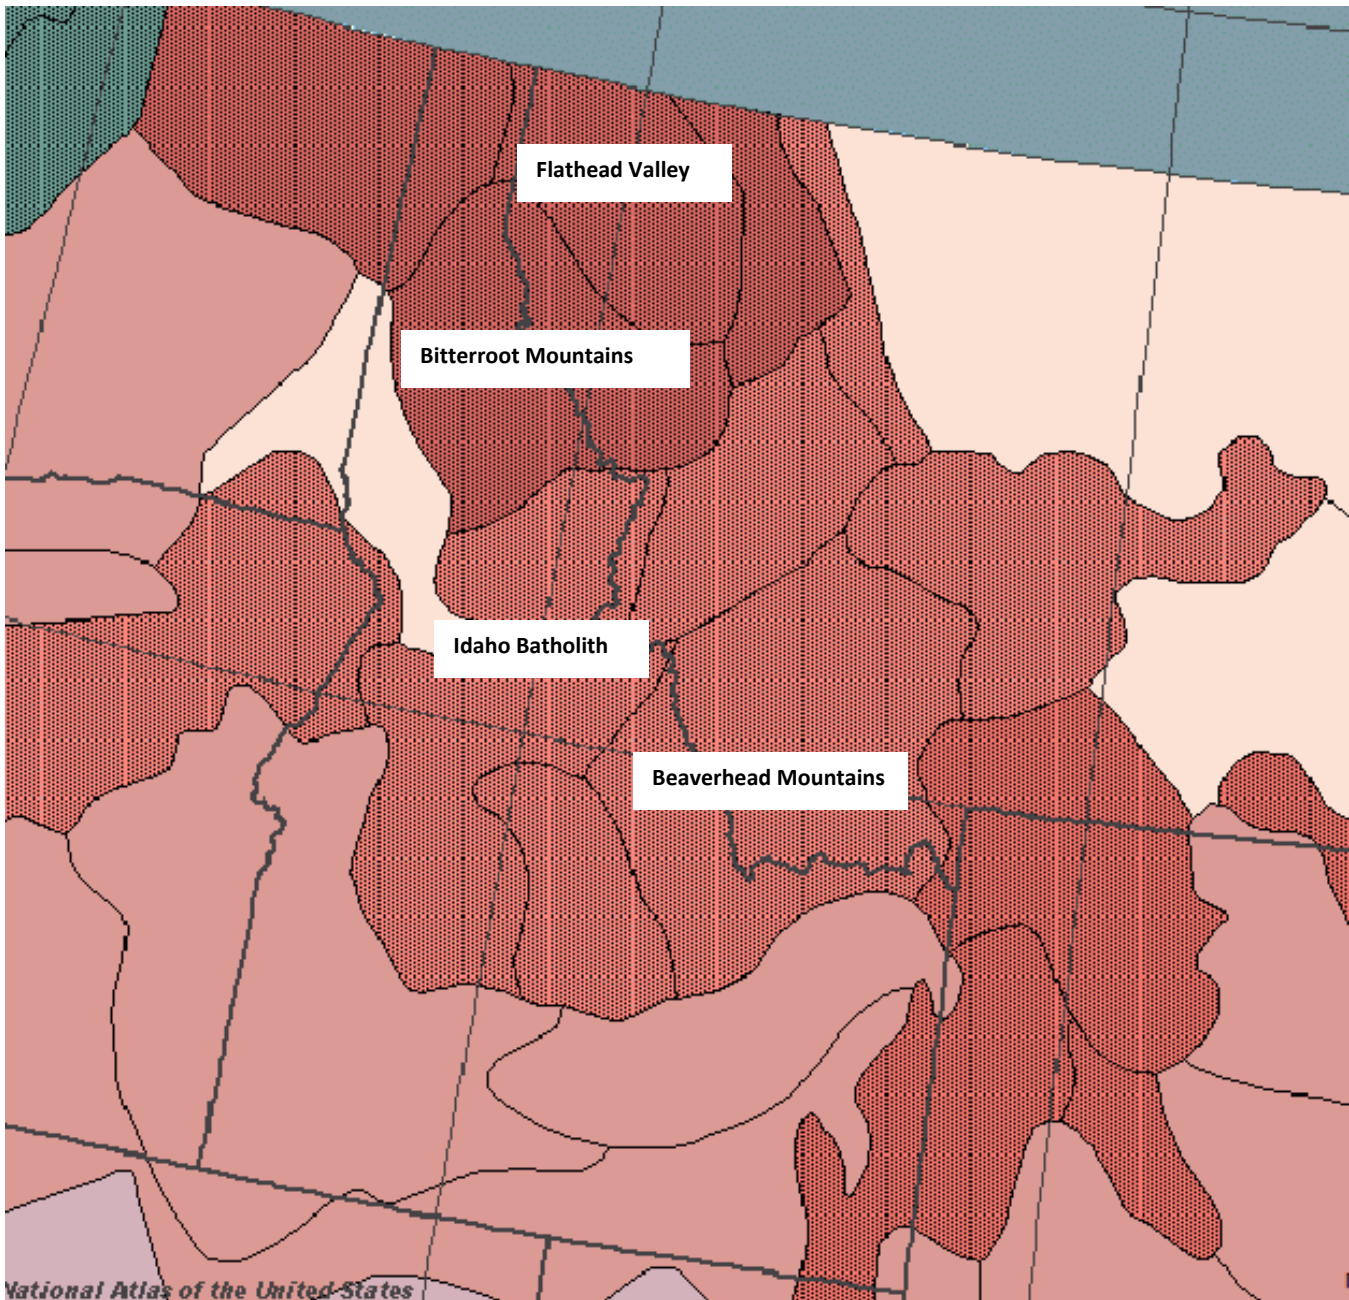 Flathead Valley
Bitterroot Mountains
Idaho Batholith
Beaverhead Mountains
National Atlas of the United States